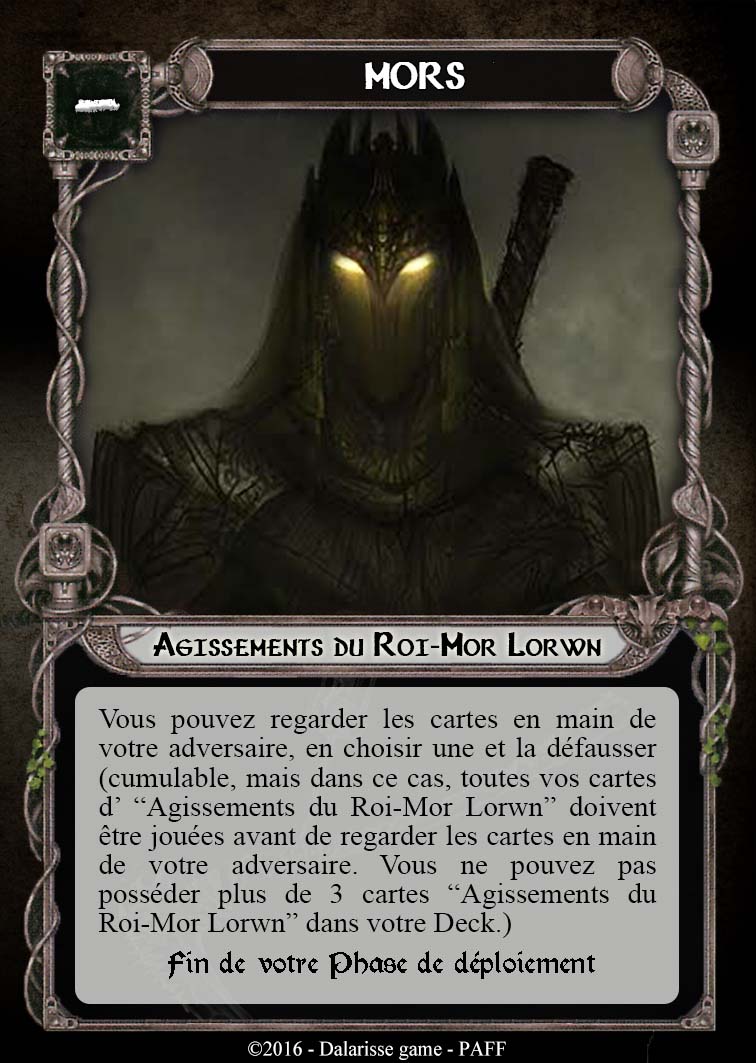 MORS
-
AGISSEMENTS DU ROI-MOR LORWN
Vous pouvez regarder les cartes en main de
votre adversaire, en choisir une et la défausser
(cumulable, mais dans ce cas, toutes vos cartes
d' “Agissements du Roi-Mor Lorwn” doivent
être jouées avant de regarder les cartes en main
de votre adversaire. Vous ne pouvez pas
posséder plus de 3 cartes “Agissements du
Roi-Mor Lorwn” dans votre Deck.)
Fin de votre Phase de déploiement
©2016 - Dalarisse game - PAFF